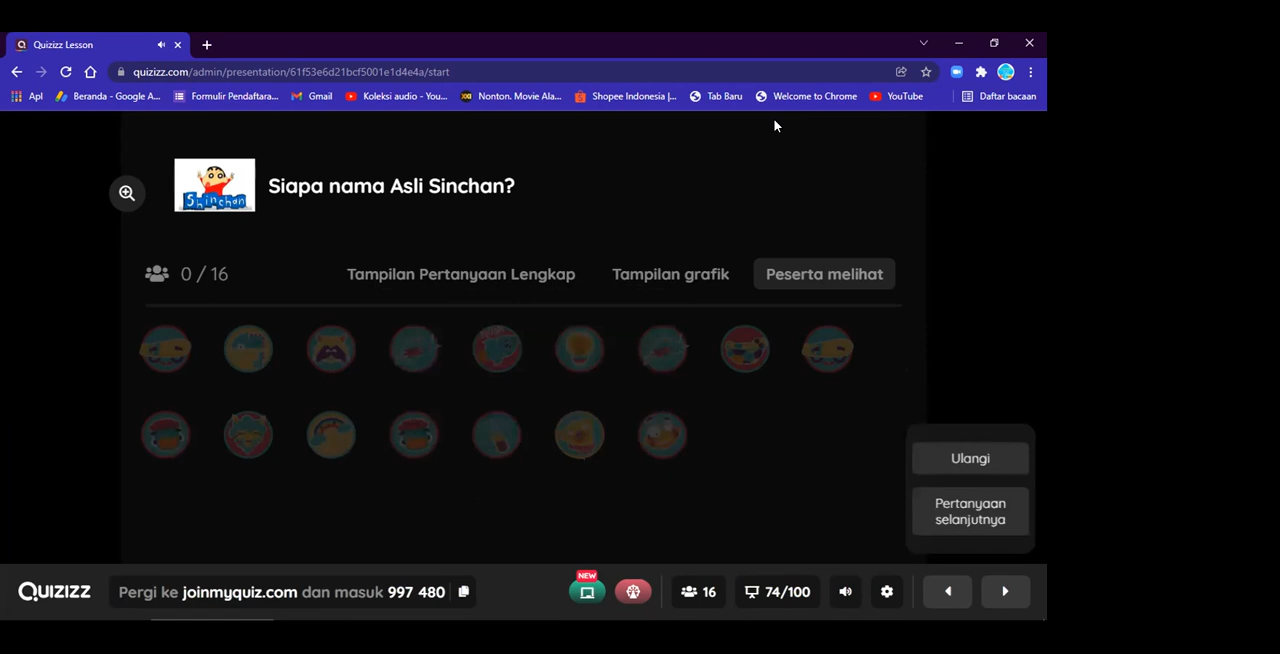 Quizizz Lesson
quizizz.com/admin/presentation/61f53e6d21bcf5001e1d4e4a/start
Apl Beranda - Google A... Formulir Pendaftara... Gmail Koleksi audio - You... Nonton. Movie Ala... Shopee Indonesia |... Tab Baru Welcome to Chrome YouTube Daftar bacaan
Shinchan
Siapa nama Asli Sinchan?
0 / 16 Tampilan Pertanyaan Lengkap Tampilan grafik Peserta melihat
Ulangi
Pertanyaan
selanjutnya
NEW
QUIZIZZ Pergi ke joinmyquiz.com dan masuk 997 480 16 74/100